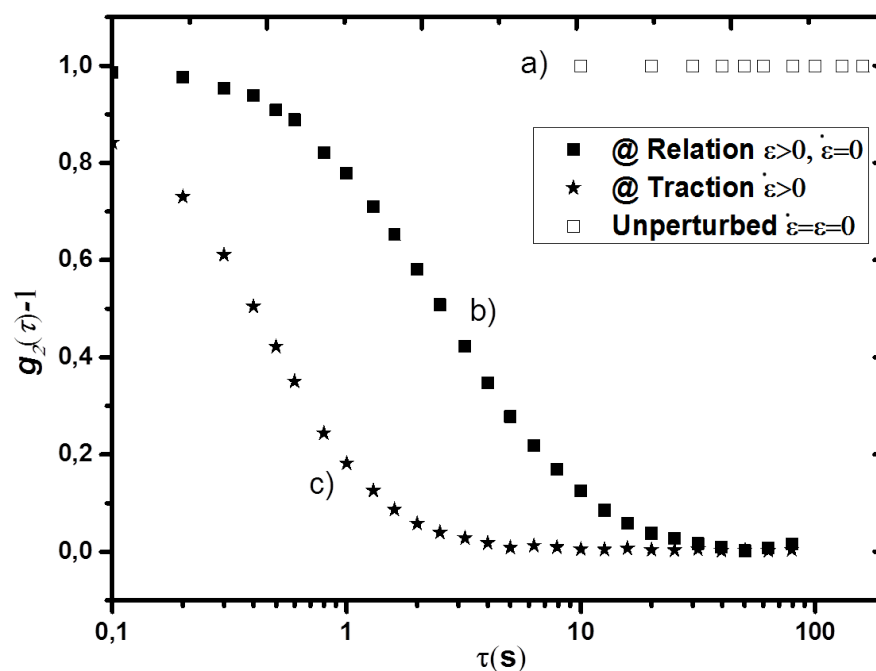 1,0
0,8
0,6
0,4
0,2
0,0
g₂(τ)-1
a)
@ Relation ε>0, ε̇=0
@ Traction ε̇>0
Unperturbed ε̇=ε=0
b)
c)
0,1 1 10 100
τ(s)